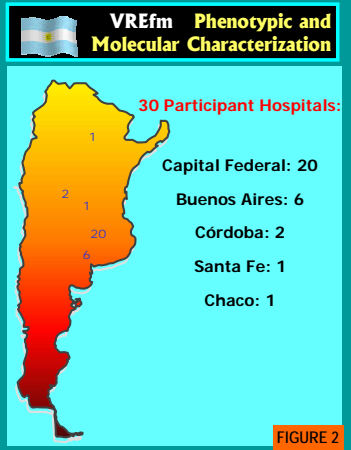 VREfm Phenotypic and
Molecular Characterization
30 Participant Hospitals:
Capital Federal: 20
Buenos Aires: 6
Córdoba: 2
Santa Fe: 1
Chaco: 1
1
2
1
20
6
FIGURE 2